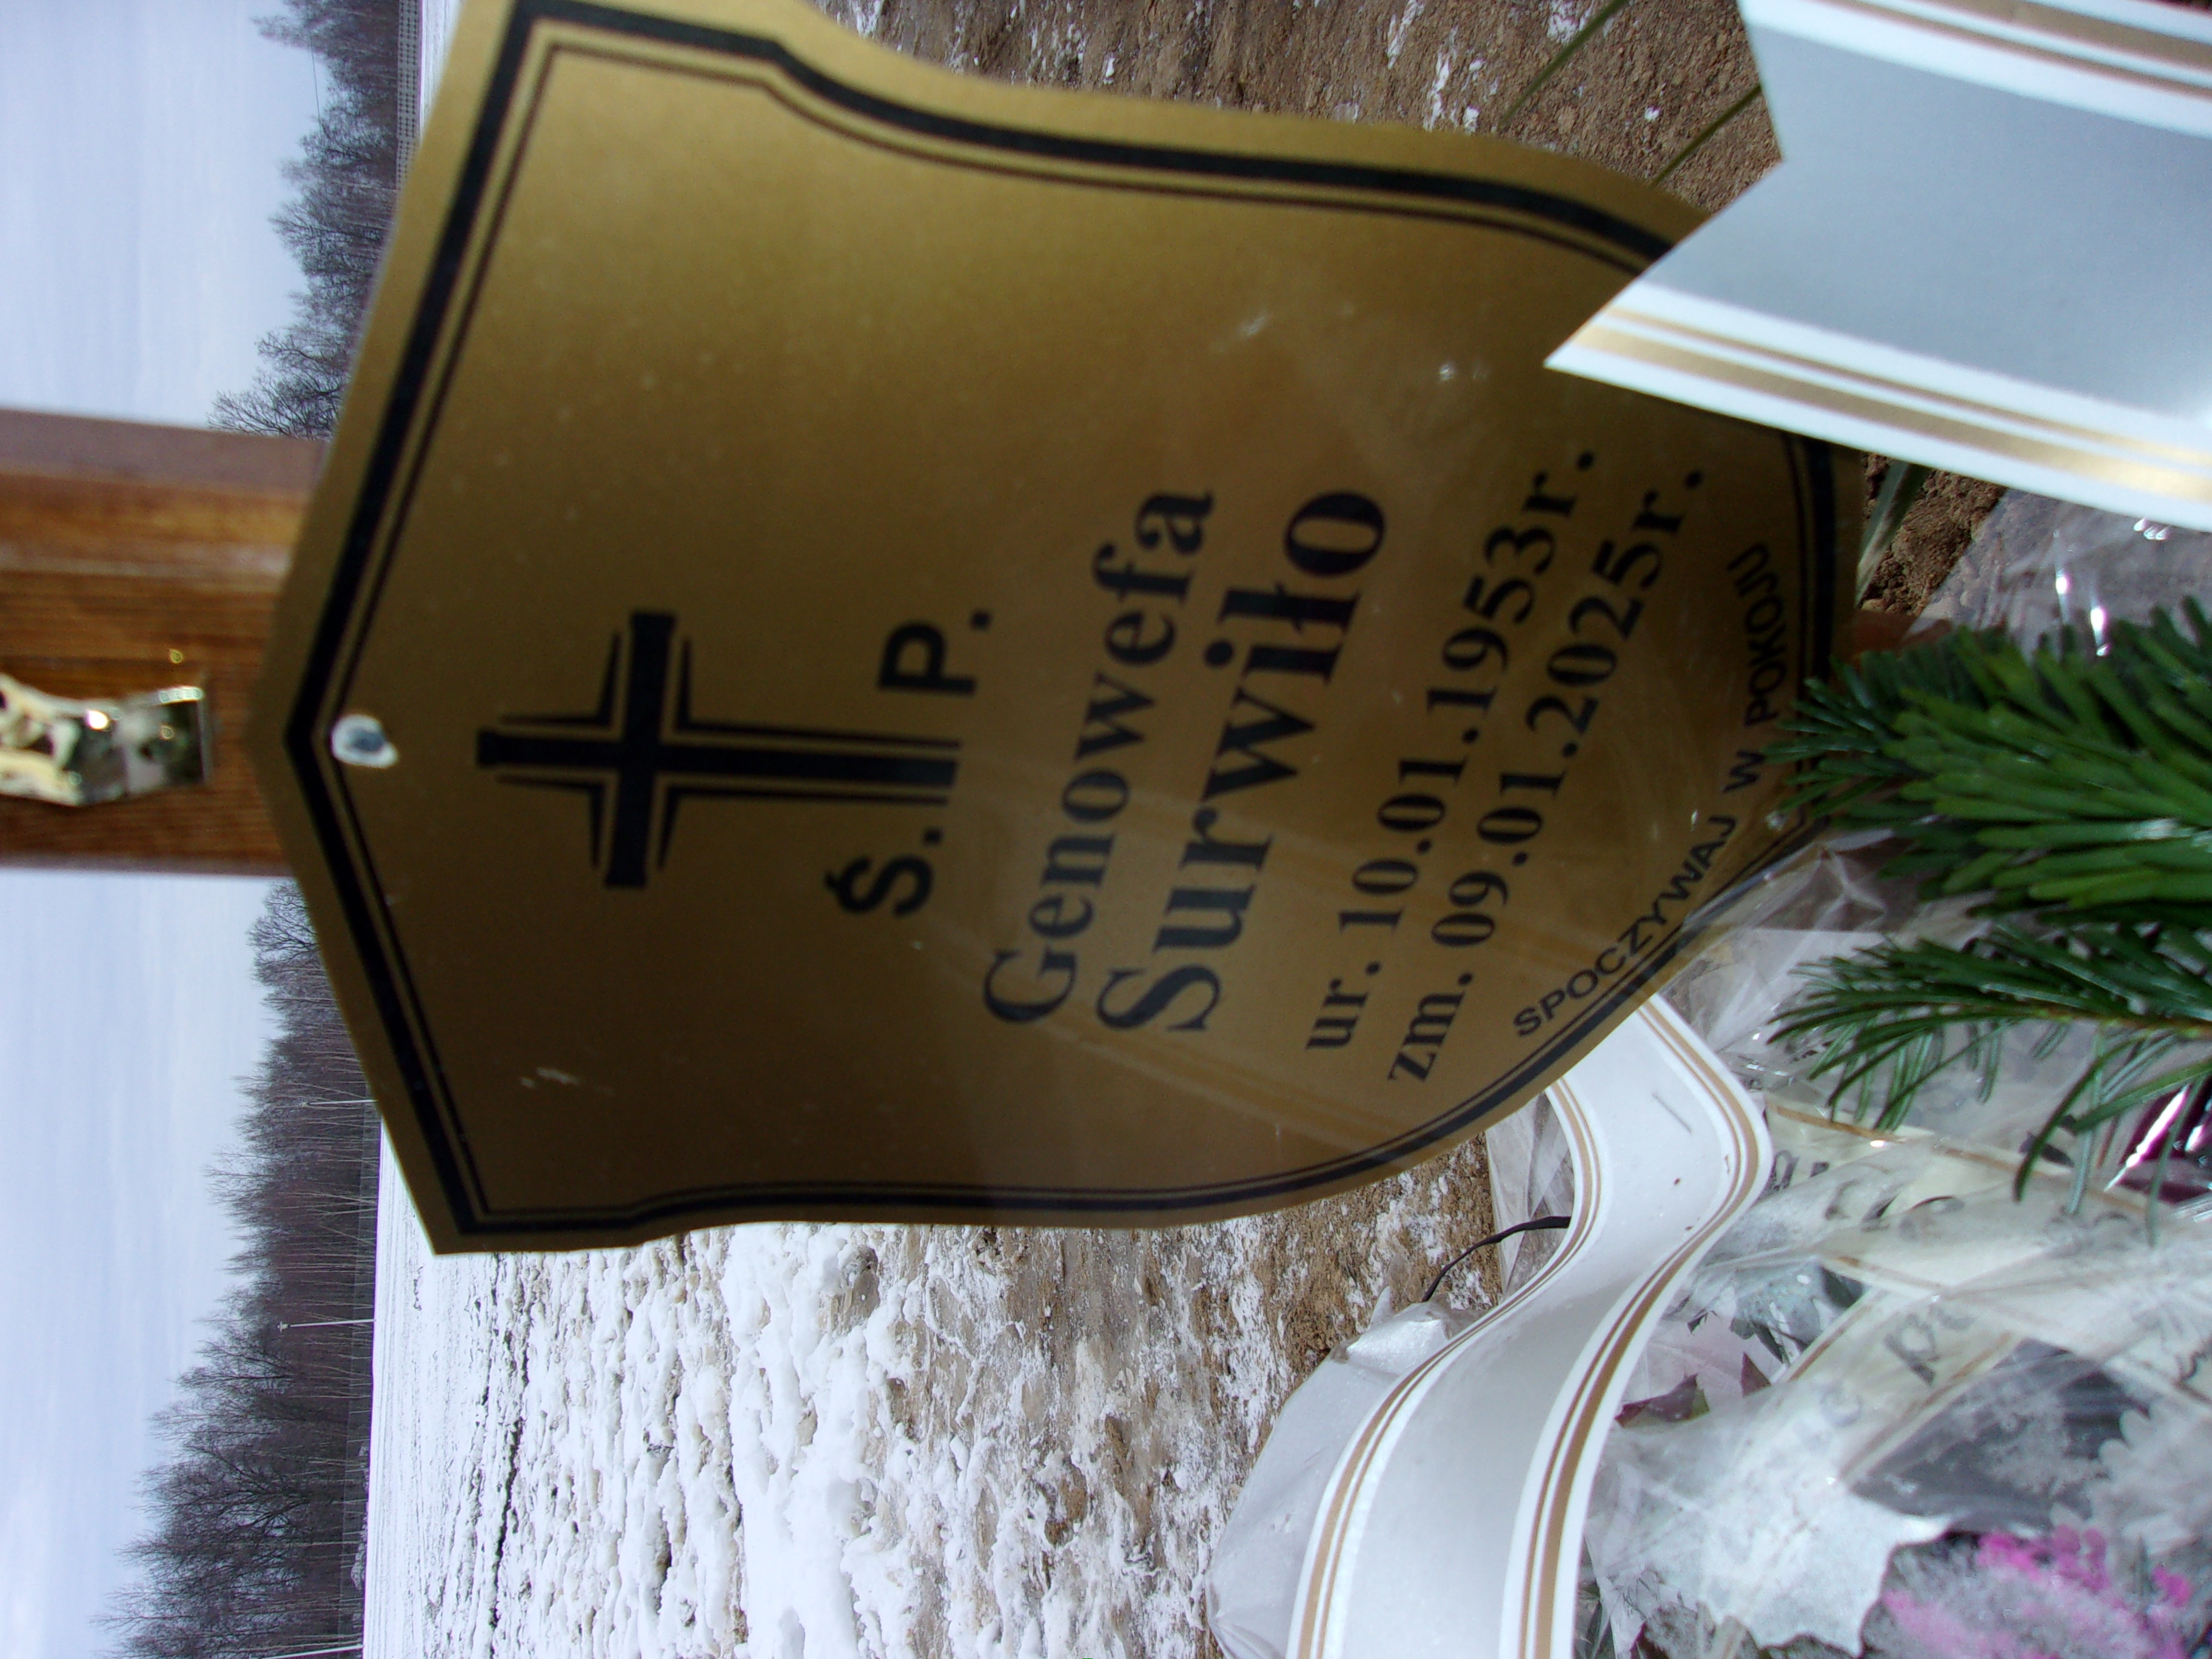 Ś. P.
Genowefa
Surwiło
ur. 10.01.1953r.
zm. 09.01.2025r.
SPOCZYWAJ W POKOJU